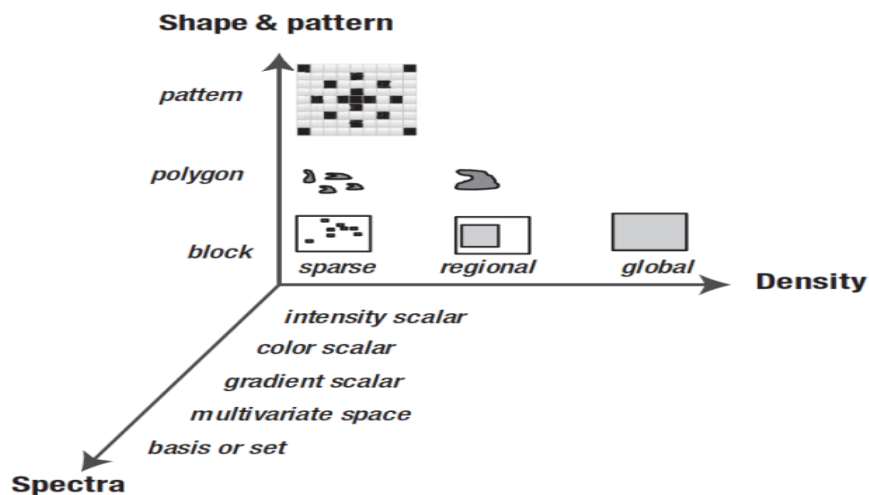 Shape & pattern
pattern
polygon
block
sparse regional global
Density
intensity scalar
color scalar
gradient scalar
multivariate space
basis or set
Spectra